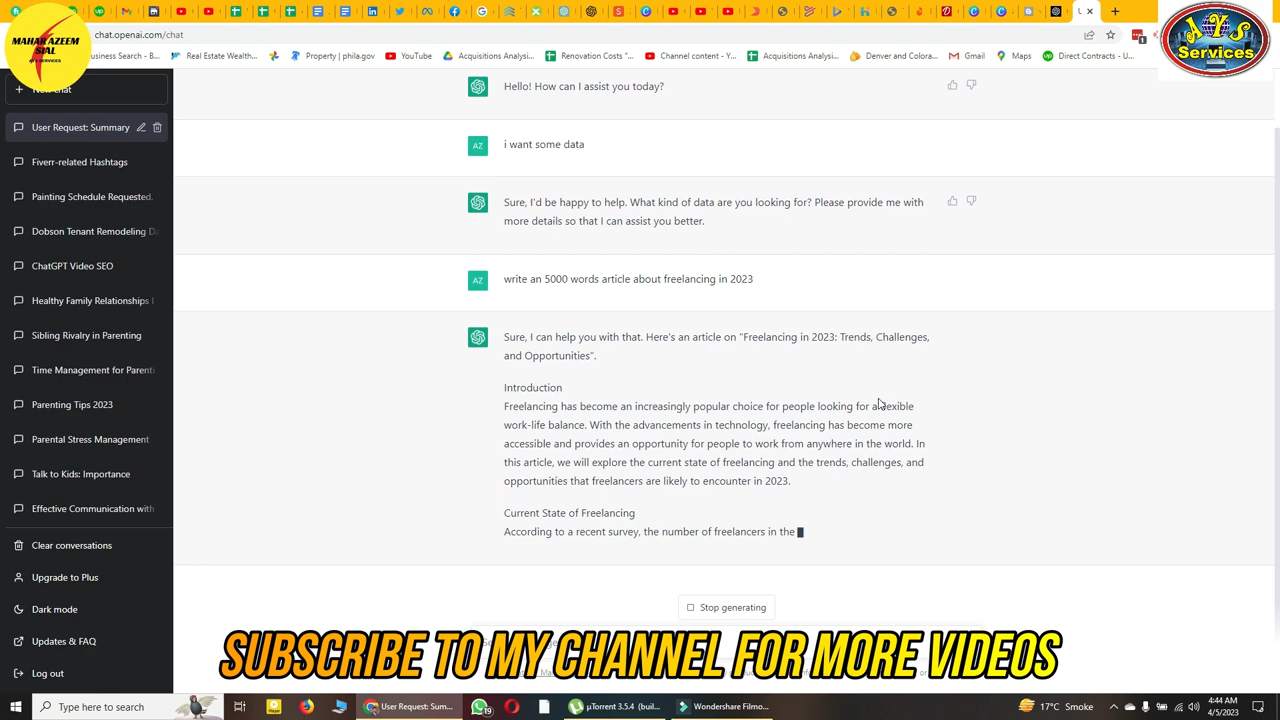 MAHAR AZEEM
SIAL
AYS SERVICES
AYS
Services
chat.openai.com/chat
usiness Search - B...
Real Estate Wealth...
Property | phila.gov
YouTube
Acquisitions Analysi...
Renovation Costs "...
Channel content - Y...
Acquisitions Analysi...
Denver and Colora...
Gmail
Maps
Direct Contracts - U...
New chat
User Request: Summary
Fiverr-related Hashtags
Painting Schedule Requested.
Dobson Tenant Remodeling Da
ChatGPT Video SEO
Healthy Family Relationships I
Sibling Rivalry in Parenting
Time Management for Parenti
Parenting Tips 2023
Parental Stress Management
Talk to Kids: Importance
Effective Communication with
Clear conversations
Upgrade to Plus
Dark mode
Updates & FAQ
Log out
Hello! How can I assist you today?
AZ
i want some data
Sure, I'd be happy to help. What kind of data are you looking for? Please provide me with
more details so that I can assist you better.
AZ
write an 5000 words article about freelancing in 2023
Sure, I can help you with that. Here's an article on "Freelancing in 2023: Trends, Challenges,
and Opportunities".
Introduction
Freelancing has become an increasingly popular choice for people looking for a flexible
work-life balance. With the advancements in technology, freelancing has become more
accessible and provides an opportunity for people to work from anywhere in the world. In
this article, we will explore the current state of freelancing and the trends, challenges, and
opportunities that freelancers are likely to encounter in 2023.
Current State of Freelancing
According to a recent survey, the number of freelancers in the
Stop generating
SUBSCRIBE TO MY CHANNEL FOR MORE VIDEOS
Type here to search
User Request: Sum...
19
µTorrent 3.5.4 (buil...
Wondershare Filmo...
17°C Smoke
4:44 AM
4/5/2023